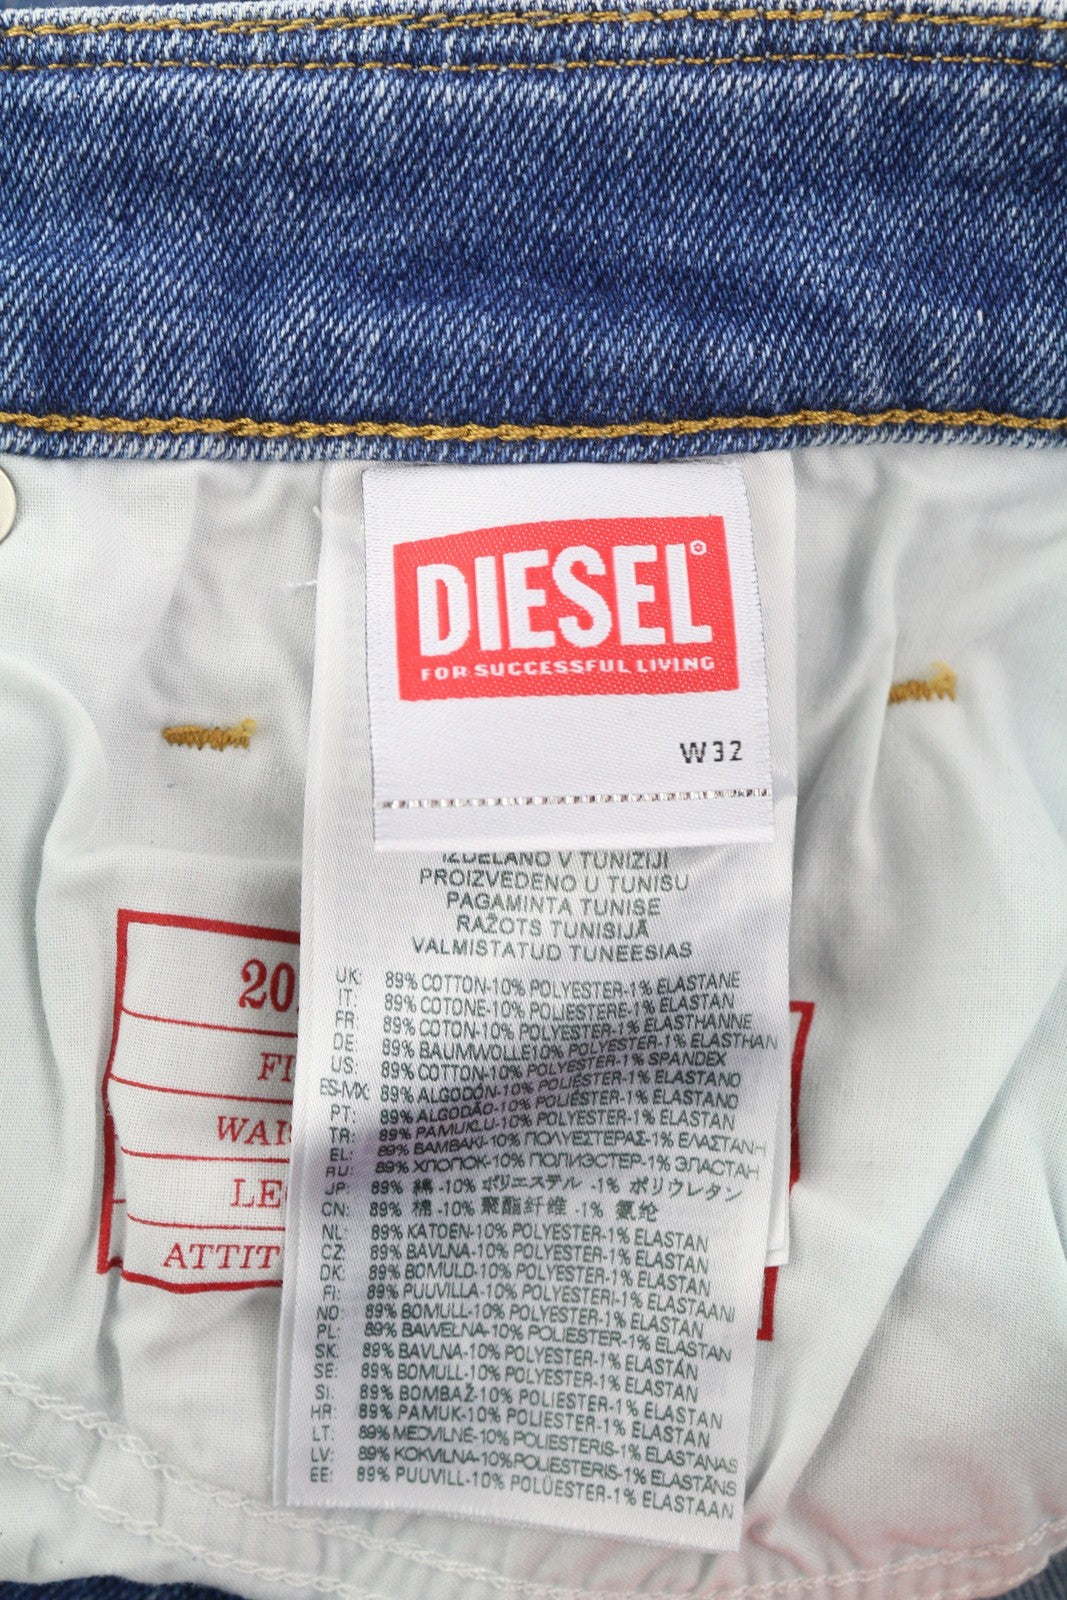 DIESEL®
FOR SUCCESSFUL LIVING
W32
IZDELANO V TUNIZIJI
PROIZVEDENO U TUNISU
PAGAMINTA TUNISE
RAŽOTS TUNISIJĀ
VALMISTATUD TUNEESIAS
UK: 89% COTTON-10% POLYESTER-1% ELASTANE
IT: 89% COTONE-10% POLIESTERE-1% ELASTAN
FR: 89% COTON-10% POLYESTER-1% ELASTHANNE
DE: 89% BAUMWOLLE10% POLYESTER-1% ELASTHAN
US: 89% COTTON-10% POLYESTER-1% SPANDEX
ES-MX: 89% ALGODÓN-10% POLIÉSTER-1% ELASTANO
PT: 89% ALGODÃO-10% POLIÉSTER-1% ELASTANO
TR: 89% PAMUKLU-10% POLYESTER-1% ELASTAN
EL: 89% ΒΑΜΒΑΚΙ-10% ΠΟΛΥΕΣΤΕΡΑΣ-1% ΕΛΑΣΤΑΝΗ
RU: 89% ХЛОПОК-10% ПОЛИЭСТЕР-1% ЭЛАСТАН
JP: 89% 綿 -10% ポリエステル -1% ポリウレタン
CN: 89% 棉 -10% 聚酯纤维 -1% 氨纶
NL: 89% KATOEN-10% POLYESTER-1% ELASTAN
CZ: 89% BAVLNA-10% POLYESTER-1% ELASTAN
DK: 89% BOMULD-10% POLYESTER-1% ELASTAN
FI: 89% PUUVILLA-10% POLYESTERI-1% ELASTAANI
NO: 89% BOMULL-10% POLYESTER-1% ELASTAN
PL: 89% BAWEŁNA-10% POLIESTER-1% ELASTAN
SK: 89% BAVLNA-10% POLYESTER-1% ELASTÁN
SE: 89% BOMULL-10% POLYESTER-1% ELASTAN
SI: 89% BOMBAŽ-10% POLIESTER-1% ELASTAN
HR: 89% PAMUK-10% POLIESTER-1% ELASTAN
LT: 89% MEDVILNĖ-10% POLIESTERIS-1% ELASTANAS
LV: 89% KOKVILNA-10%POLIESTERIS-1% ELASTĀNS
EE: 89% PUUVILL-10% POLÜESTER-1% ELASTAAN